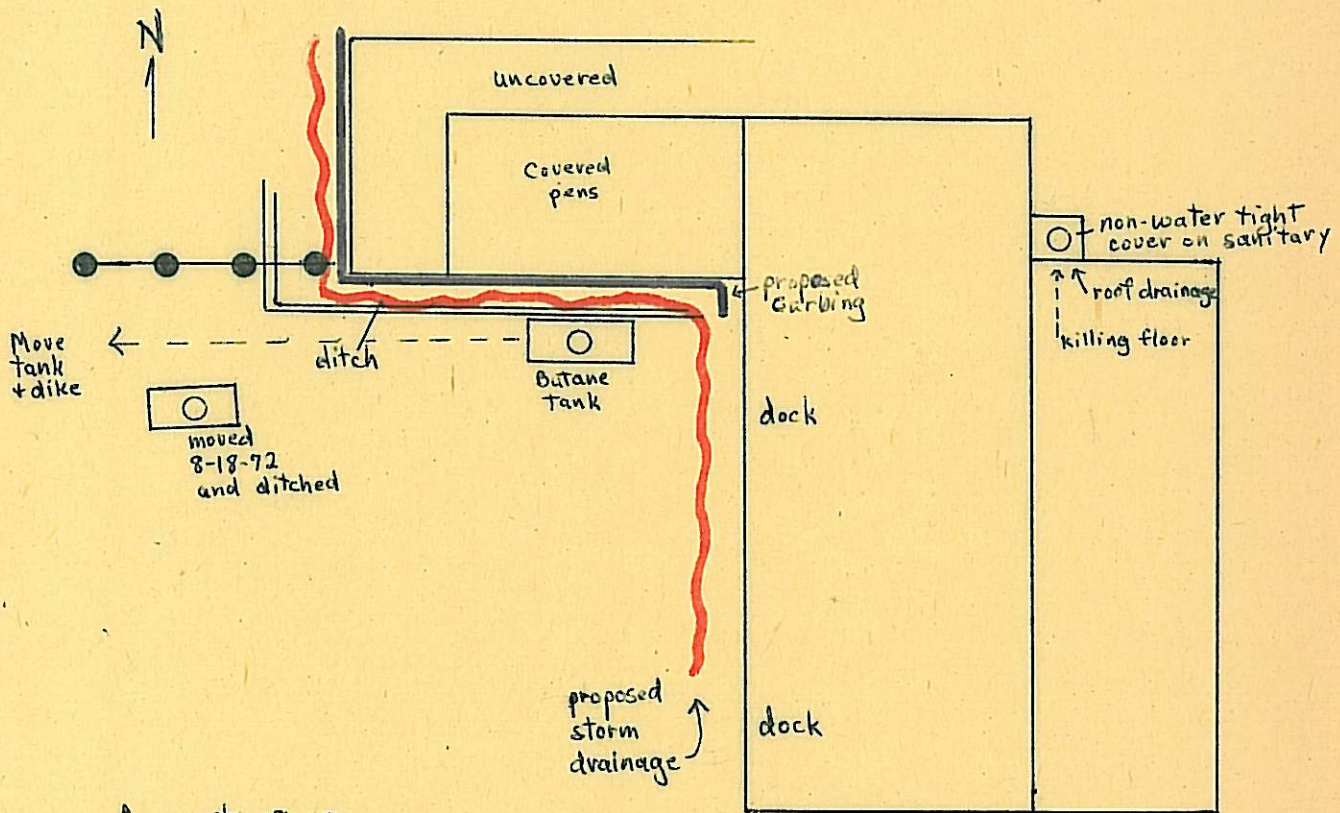 N
uncovered
Covered
pens
non-water tight
cover on sanitary
roof drainage
killing floor
proposed
curbing
Move
tank
+ dike
ditch
Butane
tank
dock
moved
8-18-72
and ditched
proposed
storm
drainage
dock